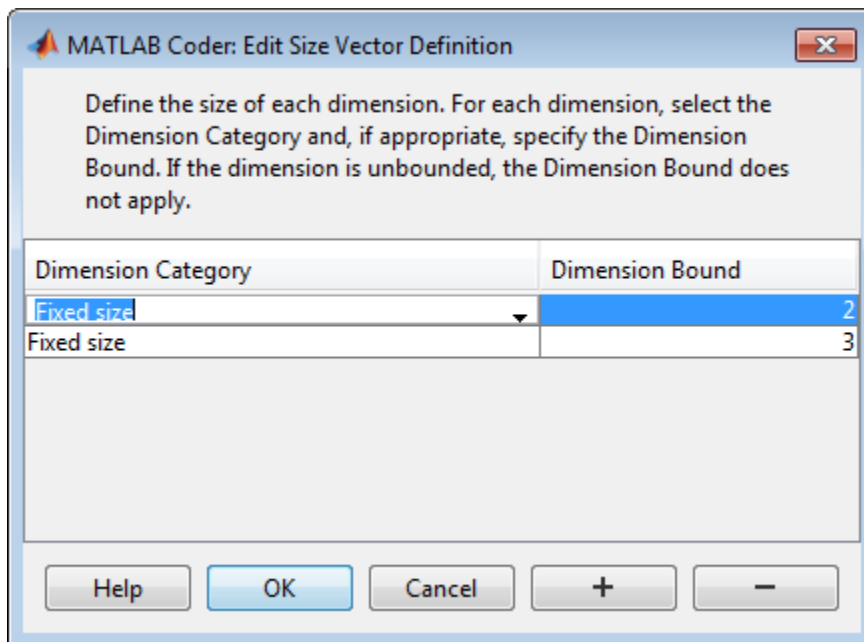 MATLAB Coder: Edit Size Vector Definition
Define the size of each dimension. For each dimension, select the
Dimension Category and, if appropriate, specify the Dimension
Bound. If the dimension is unbounded, the Dimension Bound does
not apply.
Dimension Category Dimension Bound
Fixed size 2
Fixed size 3
Help OK Cancel + −